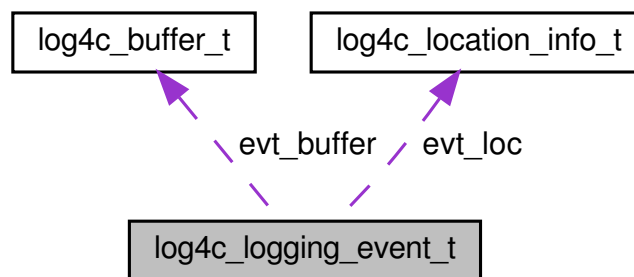 log4c_buffer_t
log4c_location_info_t
evt_buffer
evt_loc
log4c_logging_event_t